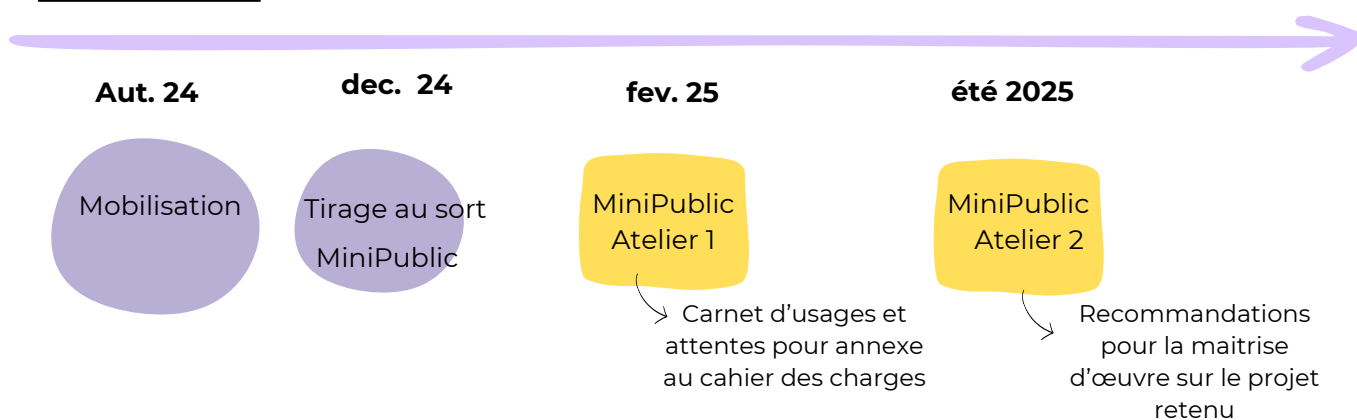 Aut. 24
dec. 24
fev. 25
été 2025
Mobilisation
Tirage au sort
MiniPublic
MiniPublic
Atelier 1
MiniPublic
Atelier 2
Carnet d'usages et
attentes pour annexe
au cahier des charges
Recommandations
pour la maitrise
d'œuvre sur le projet
retenu